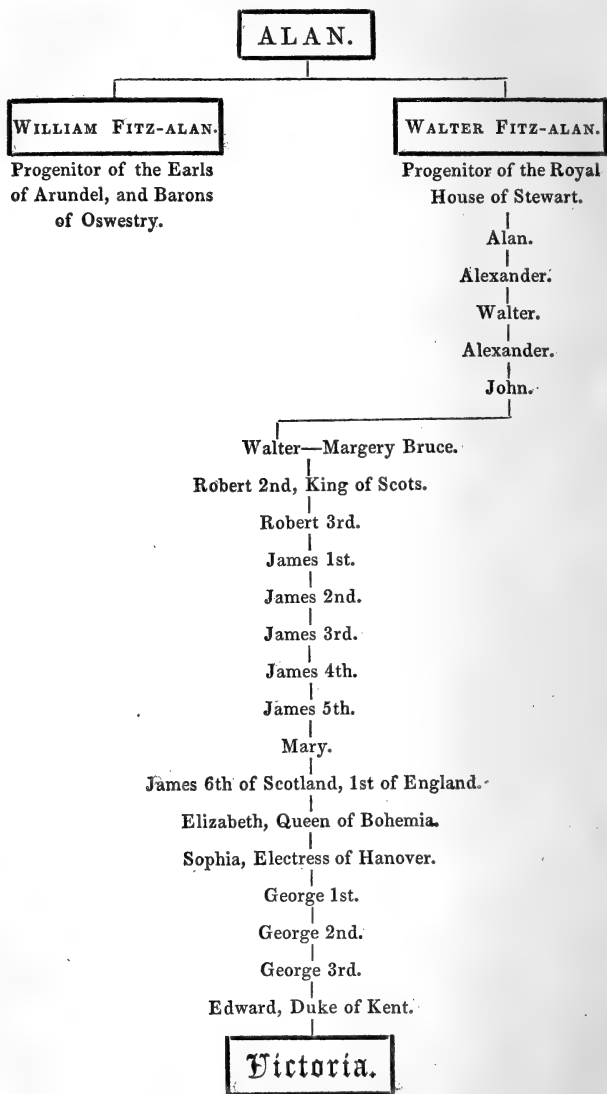 ALAN.
WILLIAM FITZ-ALAN.
Progenitor of the Earls
of Arundel, and Barons
of Oswestry.
WALTER FITZ-ALAN.
Progenitor of the Royal
House of Stewart.
Alan.
Alexander.
Walter.
Alexander.
John.
Walter—Margery Bruce.
Robert 2nd, King of Scots.
Robert 3rd.
James 1st.
James 2nd.
James 3rd.
James 4th.
James 5th.
Mary.
James 6th of Scotland, 1st of England.
Elizabeth, Queen of Bohemia.
Sophia, Electress of Hanover.
George 1st.
George 2nd.
George 3rd.
Edward, Duke of Kent.
Victoria.